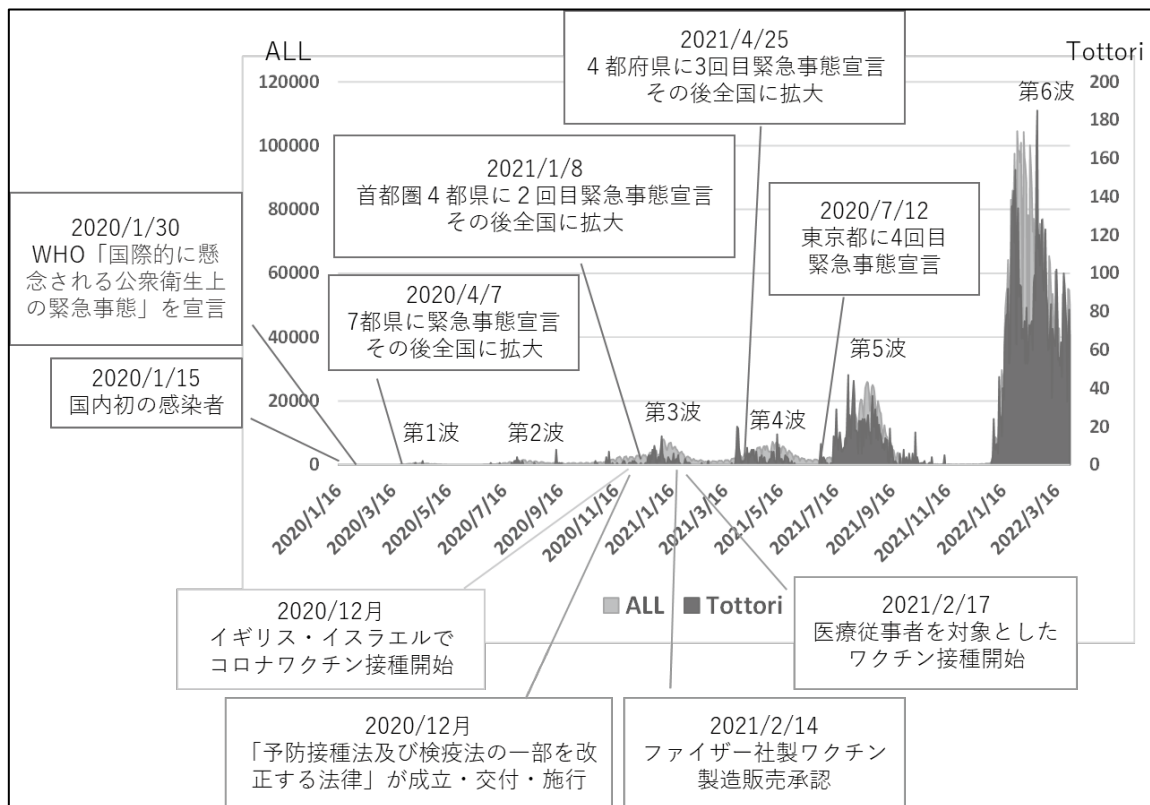 ALL
Tottori
2021/4/25
4都府県に3回目緊急事態宣言
その後全国に拡大
120000
100000
80000
60000
40000
20000
0
200
180
160
140
120
100
80
60
40
20
0
第6波
2021/1/8
首都圏4都県に2回目緊急事態宣言
その後全国に拡大
2020/7/12
東京都に4回目
緊急事態宣言
2020/1/30
WHO「国際的に懸
念される公衆衛生上
の緊急事態」を宣言
2020/4/7
7都県に緊急事態宣言
その後全国に拡大
2020/1/15
国内初の感染者
第1波
第2波
第3波
第4波
第5波
2020/1/16
2020/3/16
2020/5/16
2020/7/16
2020/9/16
2020/11/16
2021/1/16
2021/3/16
2021/5/16
2021/7/16
2021/9/16
2021/11/16
2022/1/16
2022/3/16
ALL
Tottori
2020/12月
イギリス・イスラエルで
コロナワクチン接種開始
2021/2/17
医療従事者を対象とした
ワクチン接種開始
2020/12月
「予防接種法及び検疫法の一部を改
正する法律」が成立・交付・施行
2021/2/14
ファイザー社製ワクチン
製造販売承認